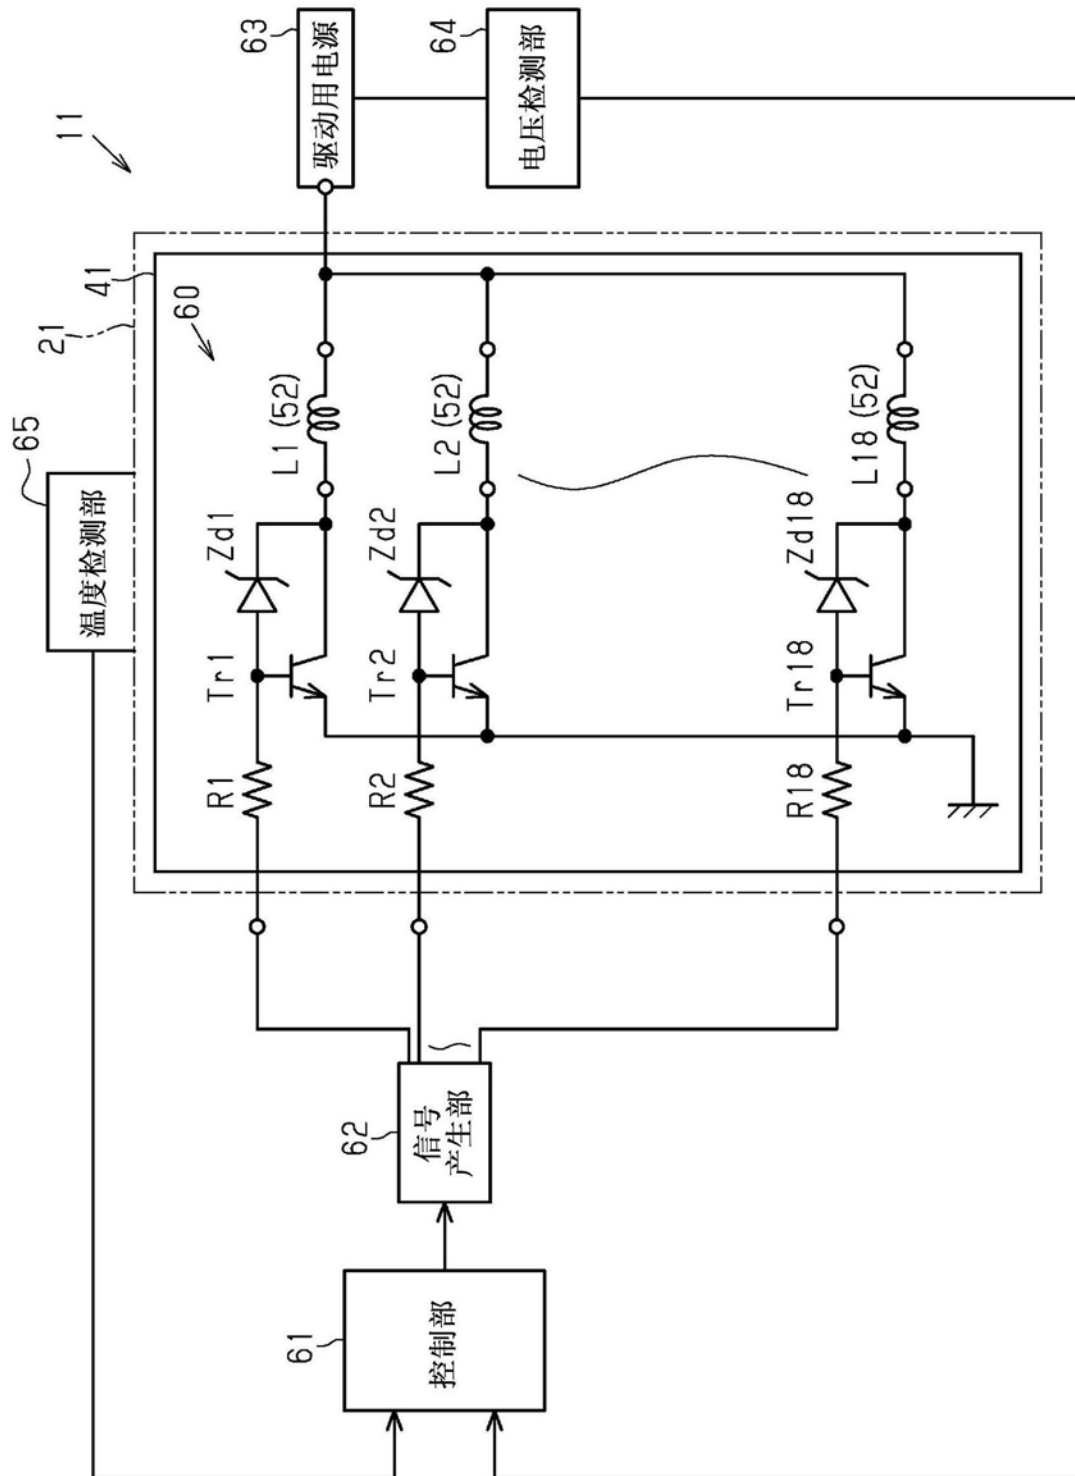 11
65
温度检测部
21
41
60
63
驱动用电源
64
电压检测部
61
控制部
62
信号
产生部
R1
Tr1
Zd1
L1 (52)
R2
Tr2
Zd2
L2 (52)
R18
Tr18
Zd18
L18 (52)